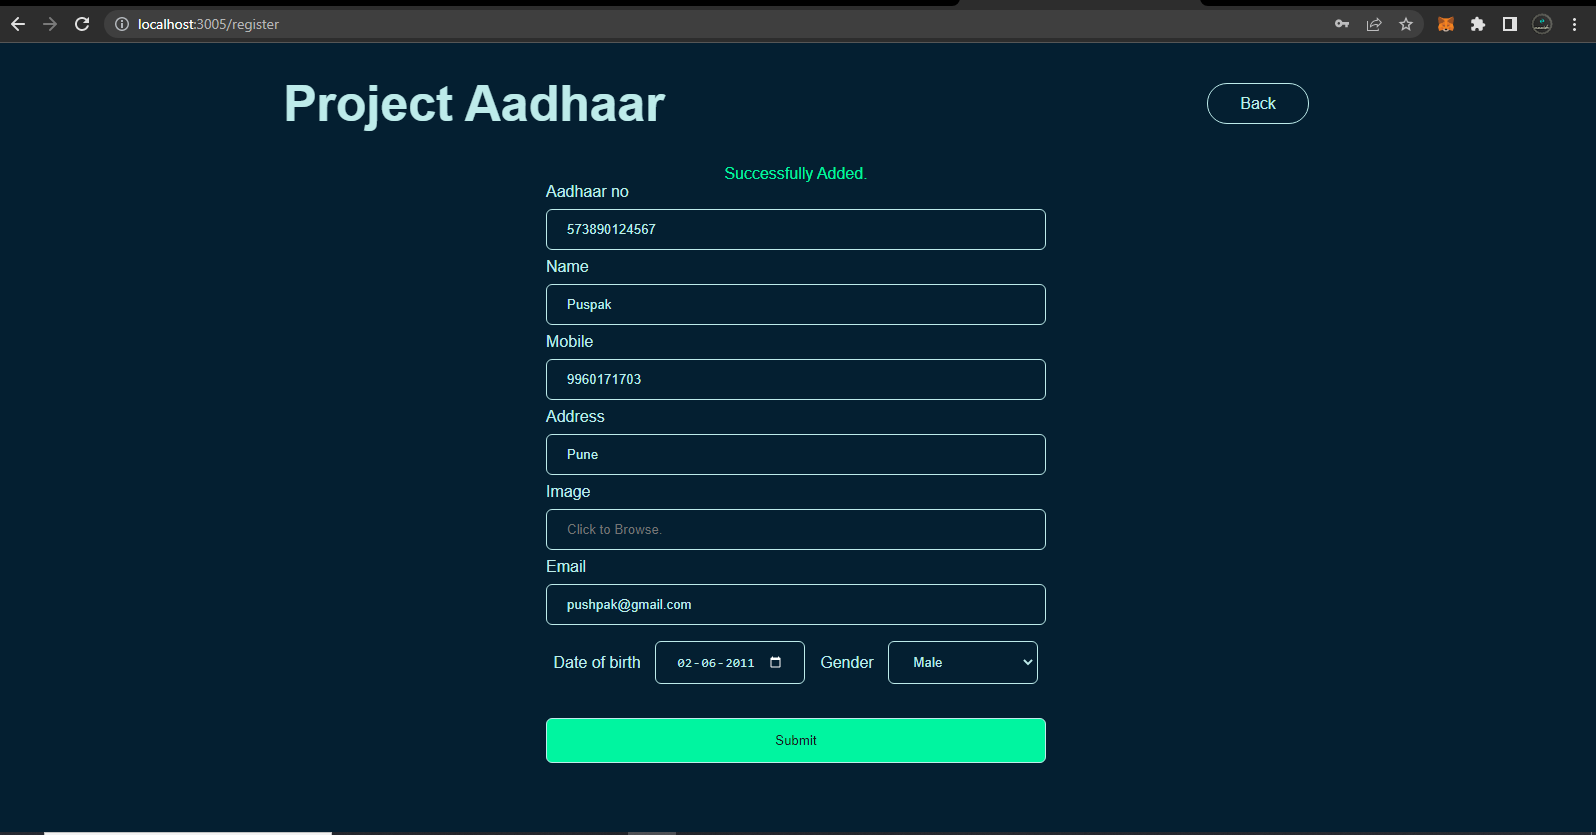 localhost:3005/register
Project Aadhaar
Back
Successfully Added.
Aadhaar no
573890124567
Name
Puspak
Mobile
9960171703
Address
Pune
Image
Click to Browse.
Email
pushpak@gmail.com
Date of birth 02-06-2011 Gender Male
Submit